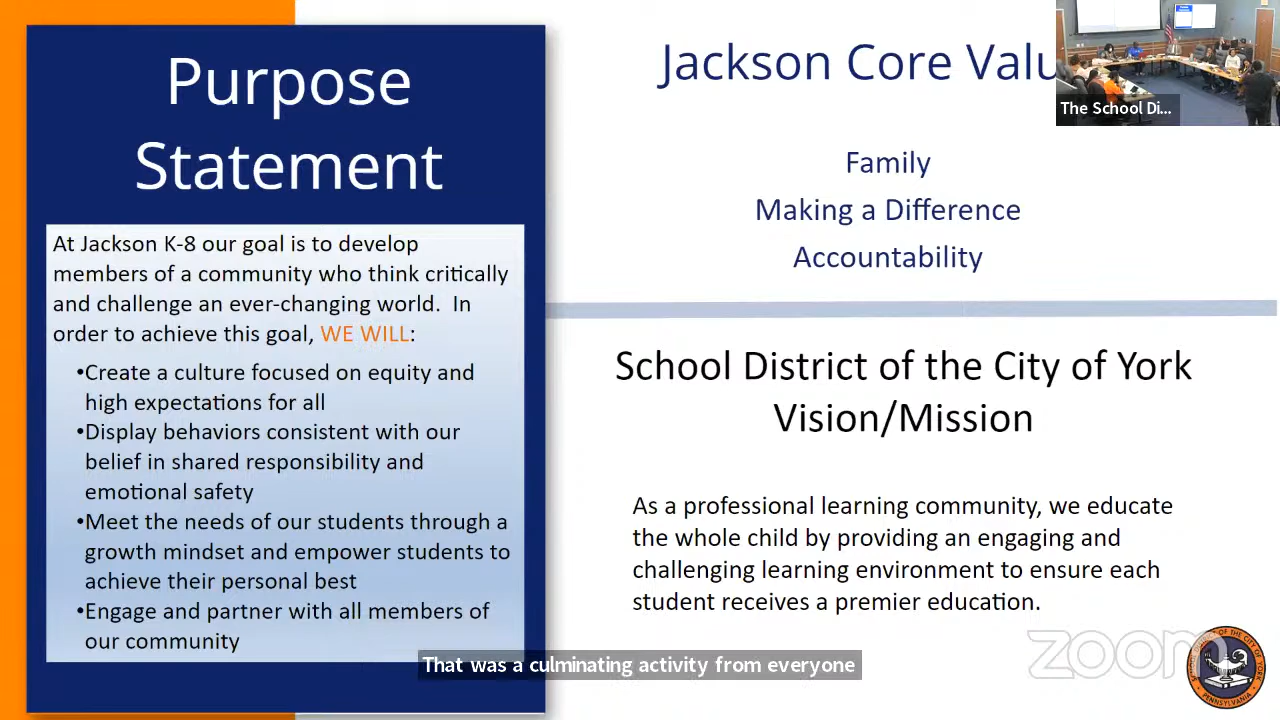 Purpose
Statement
At Jackson K-8 our goal is to develop
members of a community who think critically
and challenge an ever-changing world. In
order to achieve this goal, WE WILL:
•Create a culture focused on equity and
high expectations for all
•Display behaviors consistent with our
belief in shared responsibility and
emotional safety
•Meet the needs of our students through a
growth mindset and empower students to
achieve their personal best
•Engage and partner with all members of
our community
Jackson Core Valu
The School Di...
Family
Making a Difference
Accountability
School District of the City of York
Vision/Mission
As a professional learning community, we educate
the whole child by providing an engaging and
challenging learning environment to ensure each
student receives a premier education.
zoom
That was a culminating activity from everyone